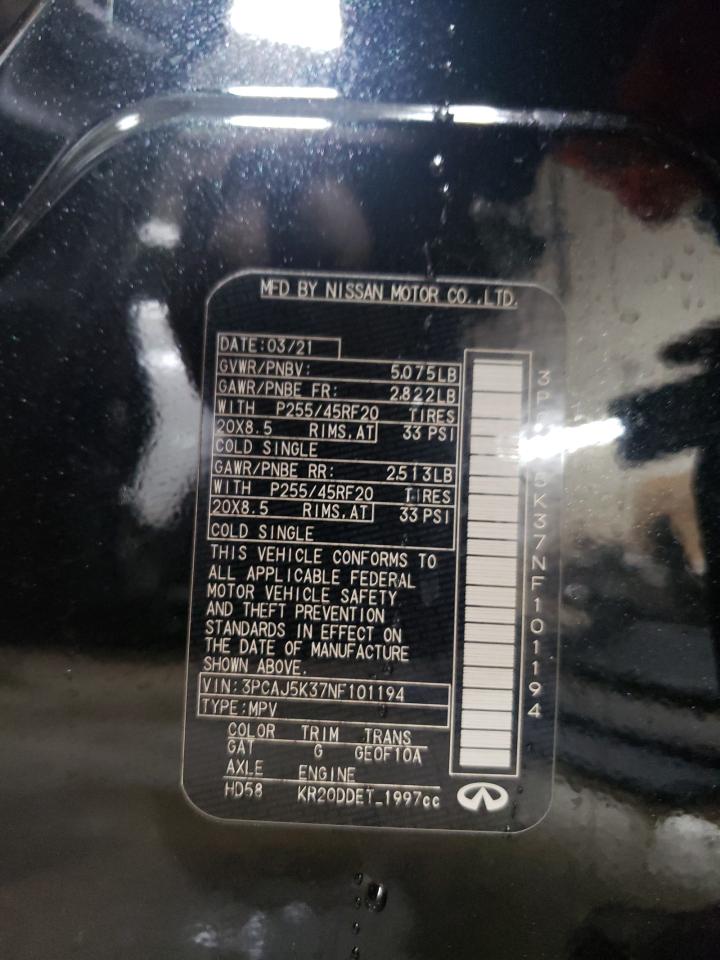 MFD BY NISSAN MOTOR CO.,LTD.
DATE:03/21
GVWR/PNBV: 5,075LB
GAWR/PNBE FR: 2,822LB
WITH P255/45RF20 TIRES
20X8.5 RIMS,AT 33 PSI
COLD SINGLE
GAWR/PNBE RR: 2,513LB
WITH P255/45RF20 TIRES
20X8.5 RIMS,AT 33 PSI
COLD SINGLE
THIS VEHICLE CONFORMS TO
ALL APPLICABLE FEDERAL
MOTOR VEHICLE SAFETY
AND THEFT PREVENTION
STANDARDS IN EFFECT ON
THE DATE OF MANUFACTURE
SHOWN ABOVE.
VIN:3PCAJ5K37NF101194
TYPE:MPV
COLOR TRIM TRANS
GAT G GE0F10A
AXLE ENGINE
HD58 KR20DDET_1997cc